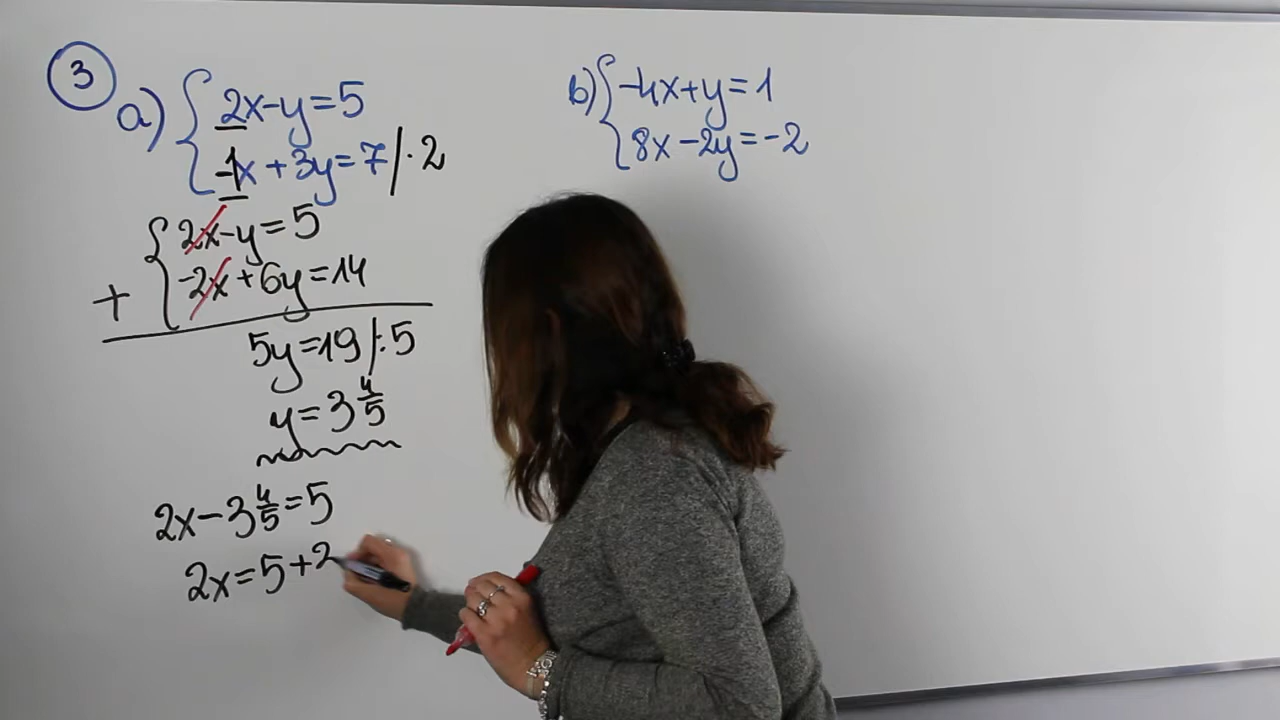 3
a) { 2x-y=5
-1x+3y=7 /·2
{ 2x-y=5
+ -2x+6y=14
5y=19 /:5
y=3 4/5
2x-3 4/5=5
2x=5+
b) { -4x+y=1
8x-2y=-2